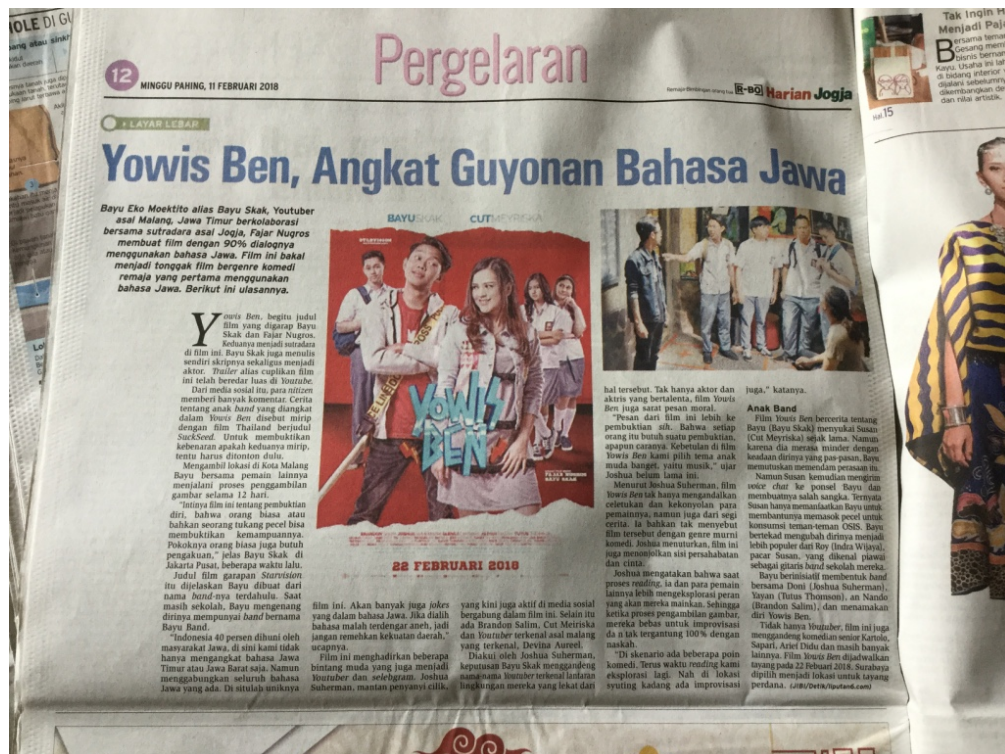 12
MINGGU PAHING, 11 FEBRUARI 2018
Pergelaran
R-BO Harian Jogja
LAYAR LEBAR
Yowis Ben, Angkat Guyonan Bahasa Jawa
Bayu Eko Moektito alias Bayu Skak, Youtuber
asal Malang, Jawa Timur berkolaborasi
bersama sutradara asal Jogja, Fajar Nugros
membuat film dengan 90% dialognya
menggunakan bahasa Jawa. Film ini bakal
menjadi tonggak film bergenre komedi
remaja yang pertama menggunakan
bahasa Jawa. Berikut ini ulasannya.
Yowis Ben, begitu judul
film yang digarap Bayu
Skak dan Fajar Nugros.
Keduanya menjadi sutradara
di film ini. Bayu Skak juga menulis
sendiri skripnya sekaligus menjadi
aktor. Trailer alias cuplikan film
ini telah beredar luas di Youtube.
Dari media sosial itu, para nitizen
memberi banyak komentar. Cerita
tentang anak band yang diangkat
dalam Yowis Ben disebut mirip
dengan film Thailand berjudul
SuckSeed. Untuk membuktikan
kebenaran apakah keduanya mirip,
tentu harus ditonton dulu.
Mengambil lokasi di Kota Malang
Bayu bersama pemain lainnya
menjalani proses penggambilan
gambar selama 12 hari.
"Intinya film ini tentang pembuktian
diri, bahwa orang biasa atau
bahkan seorang tukang pecel bisa
membuktikan kemampuannya.
Pokoknya orang biasa juga butuh
pengakuan," jelas Bayu Skak di
Jakarta Pusat, beberapa waktu lalu.
Judul film garapan Starvision
itu dijelaskan Bayu dibuat dari
nama band-nya terdahulu. Saat
masih sekolah, Bayu mengenang
dirinya mempunyai band bernama
Bayu Band.
"Indonesia 40 persen dihuni oleh
masyarakat Jawa, di sini kami tidak
hanya mengangkat bahasa Jawa
Timur atau Jawa Barat saja. Namun
menggabungkan seluruh bahasa
Jawa yang ada. Di situlah uniknya
BAYUSKAK CUTMEYRISKA
YOWIS
BEN
FAJAR NUGROS
BAYU SKAK
22 FEBRUARI 2018
film ini. Akan banyak juga jokes
yang dalam bahasa Jawa. Jika dialih
bahasa malah terdengar aneh, jadi
jangan remehkan kekuatan daerah,"
ucapnya.
Film ini menghadirkan beberapa
bintang muda yang juga menjadi
Youtuber dan selebgram. Joshua
Suherman, mantan penyanyi cilik,
yang kini juga aktif di media sosial
bergabung dalam film ini. Selain itu
ada Brandon Salim, Cut Metriska
dan Youtuber terkenal asal malang
yang terkenal, Devina Aureel.
Diakui oleh Joshua Suherman,
keputusan Bayu Skak menggandeng
nama-nama Youtuber terkenal lantaran
lingkungan mereka yang lekat dari
hal tersebut. Tak hanya aktor dan
aktris yang bertalenta, film Yowis
Ben juga sarat pesan moral.
"Pesan dari film ini lebih ke
pembuktian sih. Bahwa setiap
orang itu butuh suatu pembuktian,
apapun caranya. Kebetulan di film
Yowis Ben kami pilih tema anak
muda banget, yaitu musik," ujar
Joshua belum lama ini.
Menurut Joshua Suherman, film
Yowis Ben tak hanya mengandalkan
celetukan dan kekonyolan para
pemainnya, namun juga dari segi
cerita. Ia bahkan tak menyebut
film tersebut dengan genre murni
komedi. Joshua menuturkan, film ini
juga menonjolkan sisi persahabatan
dan cinta.
Joshua mengatakan bahwa saat
proses reading, ia dan para pemain
lainnya lebih mengeksplorasi peran
yang akan mereka mainkan. Sehingga
ketika proses pengambilan gambar,
mereka bebas untuk improvisasi
da n tak tergantung 100% dengan
naskah.
"Di skenario ada beberapa poin
komedi. Terus waktu reading kami
eksplorasi lagi. Nah di lokasi
syuting kadang ada improvisasi
juga," katanya.
Anak Band
Film Yowis Ben bercerita tentang
Bayu (Bayu Skak) menyukai Susan
(Cut Meyriska) sejak lama. Namun
karena dia merasa minder dengan
keadaan dirinya yang pas-pasan, Bayu
memutuskan memendam perasaan itu.
Namun Susan kemudian mengirim
voice chat ke ponsel Bayu dan
membuatnya salah sangka. Ternyata
Susan hanya memanfaatkan Bayu untuk
membantunya memasok pecel untuk
konsumsi teman-teman OSIS. Bayu
bertekad mengubah dirinya menjadi
lebih populer dari Roy (Indra Wijaya),
pacar Susan, yang dikenal piawai
sebagai gitaris band sekolah mereka.
Bayu berinisiatif membentuk band
bersama Doni (Joshua Suherman),
Yayan (Tutus Thomson), an Nando
(Brandon Salim), dan menamakan
diri Yowis Ben.
Tidak hanya Youtuber, film ini juga
menggandeng komedian senior Kartolo,
Sapari, Arief Didu dan masih banyak
lainnya. Film Yowis Ben dijadwalkan
tayang pada 22 Febuari 2018. Surabaya
dipilih menjadi lokasi untuk tayang
perdana. (JIBI/Detik/liputan6.com)
Tak Ingin
Menjadi
Bersama
Gesang
bisnis
Kayu. Usaha ini
di bidang interior
dijalani sebelumnya
dikembangkan
dan nilai artistik.
Hal.15